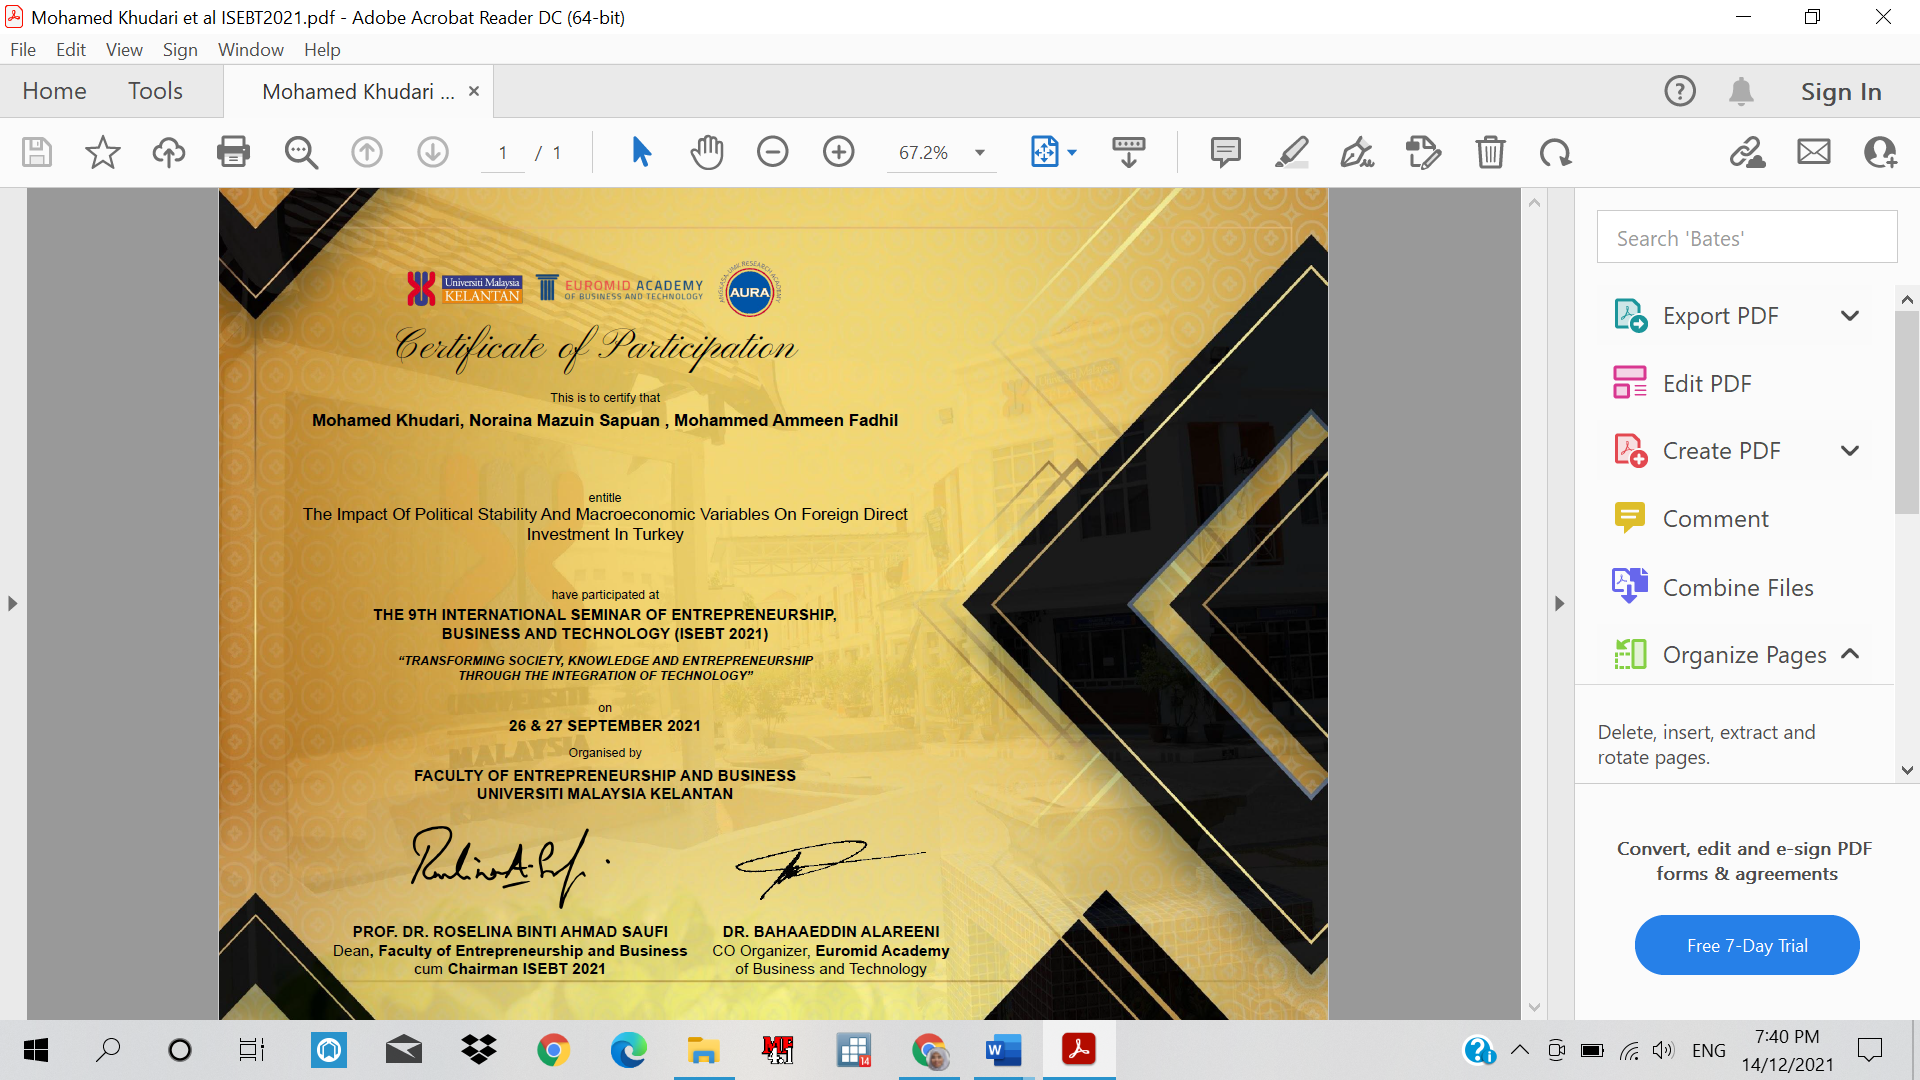 Mohamed Khudari et al ISEBT2021.pdf - Adobe Acrobat Reader DC (64-bit)
File Edit View Sign Window Help
Home Tools Mohamed Khudari ... × Sign In
1 / 1 67.2%
Search 'Bates'
Export PDF
Edit PDF
Create PDF
Comment
Combine Files
Organize Pages
Delete, insert, extract and
rotate pages.
Convert, edit and e-sign PDF
forms & agreements
Free 7-Day Trial
Universiti Malaysia
KELANTAN
EUROMID ACADEMY
OF BUSINESS AND TECHNOLOGY
AURA
Certificate of Participation
This is to certify that
Mohamed Khudari, Noraina Mazuin Sapuan , Mohammed Ammeen Fadhil
entitle
The Impact Of Political Stability And Macroeconomic Variables On Foreign Direct
Investment In Turkey
have participated at
THE 9TH INTERNATIONAL SEMINAR OF ENTREPRENEURSHIP,
BUSINESS AND TECHNOLOGY (ISEBT 2021)
“TRANSFORMING SOCIETY, KNOWLEDGE AND ENTREPRENEURSHIP
THROUGH THE INTEGRATION OF TECHNOLOGY”
on
26 & 27 SEPTEMBER 2021
Organised by
FACULTY OF ENTREPRENEURSHIP AND BUSINESS
UNIVERSITI MALAYSIA KELANTAN
PROF. DR. ROSELINA BINTI AHMAD SAUFI
Dean, Faculty of Entrepreneurship and Business
cum Chairman ISEBT 2021
DR. BAHAAEDDIN ALAREENI
CO Organizer, Euromid Academy
of Business and Technology
ENG
7:40 PM
14/12/2021